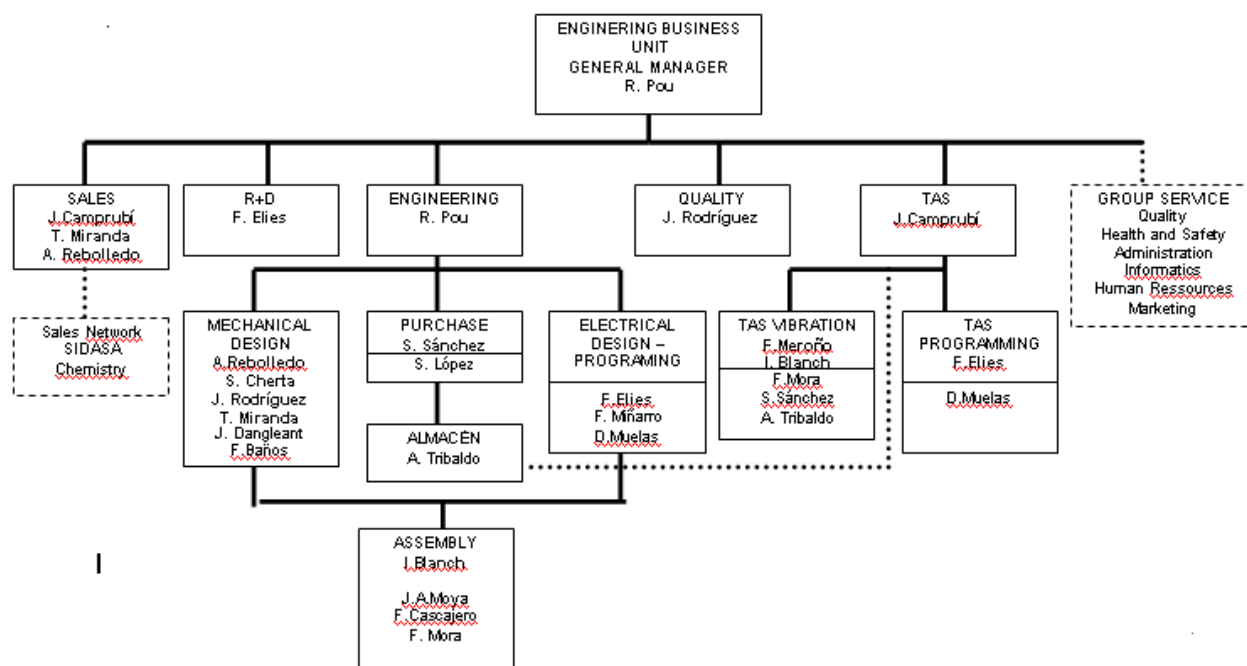 ENGINERING BUSINESS
UNIT
GENERAL MANAGER
R. Pou
SALES
J.Camprubí
T. Miranda
A. Rebolledo
R+D
F. Elies
ENGINEERING
R. Pou
QUALITY
J. Rodríguez
TAS
J.Camprubí
GROUP SERVICE
Quality
Health and Safety
Administration
Informatics
Human Ressources
Marketing
Sales Network
SIDASA
Chemistry
MECHANICAL
DESIGN
A.Rebolledo
S. Cherta
J. Rodríguez
T. Miranda
J. Dangleant
F.Baños
PURCHASE
S. Sánchez
S. López
ELECTRICAL
DESIGN –
PROGRAMING
F.Elies
F. Miñarro
D.Muelas
TAS VIBRATION
F.Meroño
I. Blanch
F.Mora
S.Sánchez
A. Tribaldo
TAS
PROGRAMMING
F.Elies
D.Muelas
ALMACÉN
A. Tribaldo
ASSEMBLY
I.Blanch
J.A.Moya
F.Cascajero
F. Mora